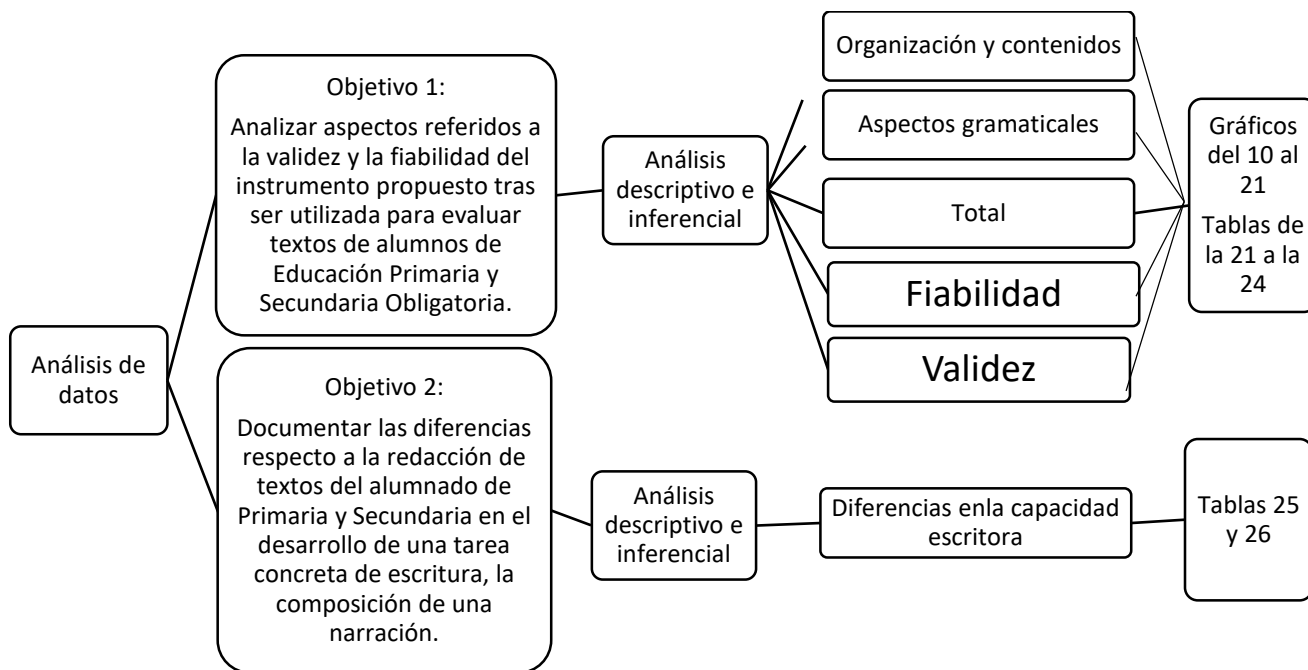 Análisis de
datos
Objetivo 1:
Analizar aspectos referidos a
la validez y la fiabilidad del
instrumento propuesto tras
ser utilizada para evaluar
textos de alumnos de
Educación Primaria y
Secundaria Obligatoria.
Análisis
descriptivo e
inferencial
Organización y contenidos
Aspectos gramaticales
Total
Fiabilidad
Validez
Gráficos
del 10 al
21
Tablas de
la 21 a la
24
Objetivo 2:
Documentar las diferencias
respecto a la redacción de
textos del alumnado de
Primaria y Secundaria en el
desarrollo de una tarea
concreta de escritura, la
composición de una
narración.
Análisis
descriptivo e
inferencial
Diferencias enla capacidad
escritora
Tablas 25
y 26